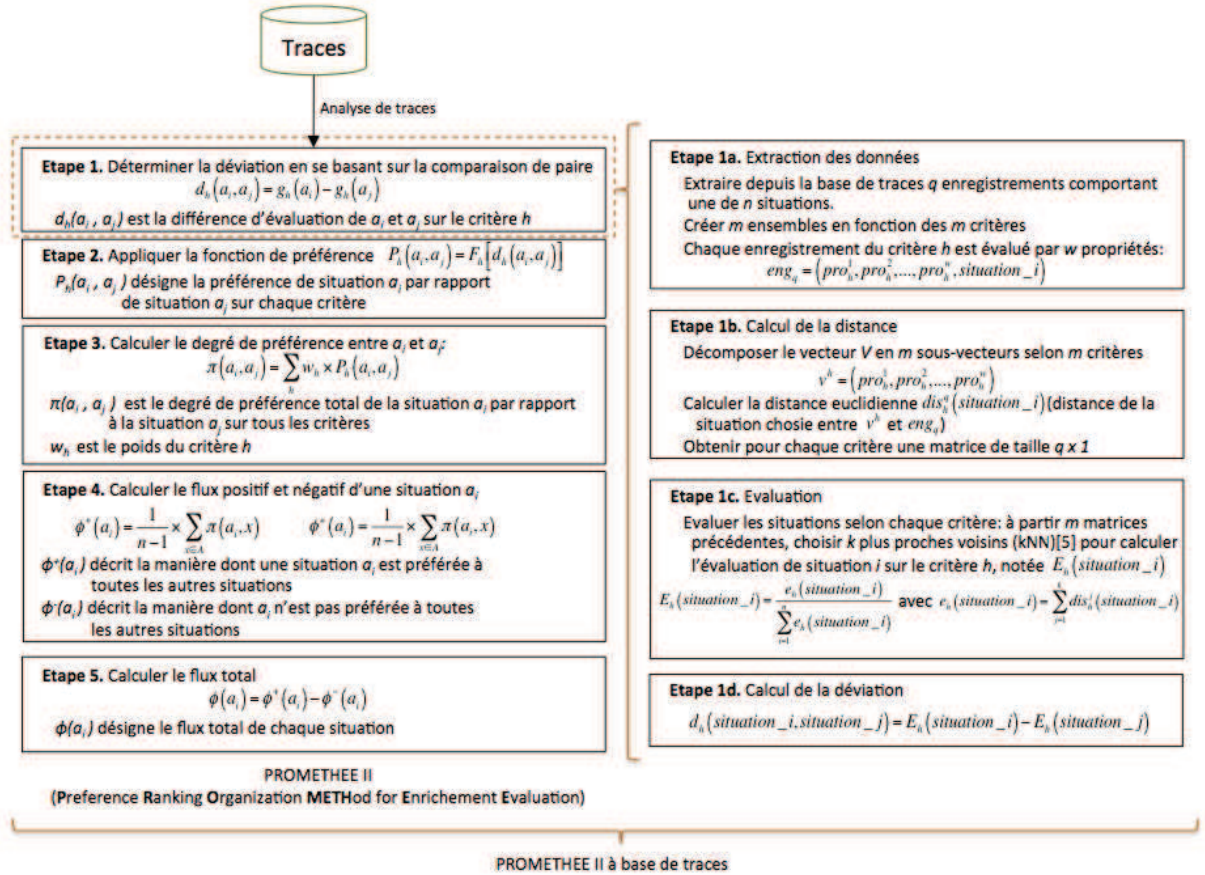 Traces
Analyse de traces
Etape 1. Déterminer la déviation en se basant sur la comparaison de paire
d_h(a_i,a_j)=g_h(a_i)−g_h(a_j)
d_h(a_i , a_j) est la différence d'évaluation de a_i et a_j sur le critère h
Etape 2. Appliquer la fonction de préférence P_h(a_i,a_j)=F_h[d_h(a_i,a_j)]
P_h(a_i , a_j ) désigne la préférence de situation a_i par rapport
de situation a_j sur chaque critère
Etape 3. Calculer le degré de préférence entre a_i et a_j:
π(a_i,a_j)=∑_h w_h×P_h(a_i,a_j)
π(a_i , a_j ) est le degré de préférence total de la situation a_i par rapport
à la situation a_j sur tous les critères
w_h est le poids du critère h
Etape 4. Calculer le flux positif et négatif d'une situation a_i
ϕ⁺(a_i)=1/(n−1)×∑_{x∈A}π(a_i,x) ϕ⁺(a_i)=1/(n−1)×∑_{x∈A}π(a_i,x)
ϕ⁺(a_i) décrit la manière dont une situation a_i est préférée à
toutes les autres situations
ϕ⁻(a_i) décrit la manière dont a_i n'est pas préférée à toutes
les autres situations
Etape 5. Calculer le flux total
ϕ(a_i)=ϕ⁺(a_i)−ϕ⁻(a_i)
ϕ(a_i) désigne le flux total de chaque situation
PROMETHEE II
(Preference Ranking Organization METHod for Enrichement Evaluation)
Etape 1a. Extraction des données
Extraire depuis la base de traces q enregistrements comportant
une de n situations.
Créer m ensembles en fonction des m critères
Chaque enregistrement du critère h est évalué par w propriétés:
eng_q=(pro_h^1,pro_h^2,...,pro_h^w,situation_i)
Etape 1b. Calcul de la distance
Décomposer le vecteur V en m sous-vecteurs selon m critères
v^h=(pro_h^1,pro_h^2,...,pro_h^w)
Calculer la distance euclidienne dis_h^q(situation_i)(distance de la
situation chosie entre v^h et eng_q)
Obtenir pour chaque critère une matrice de taille q x 1
Etape 1c. Evaluation
Evaluer les situations selon chaque critère: à partir m matrices
précédentes, choisir k plus proches voisins (kNN)[5] pour calculer
l'évaluation de situation i sur le critère h, notée E_h(situation_i)
E_h(situation_i)=e_h(situation_i)/∑_{i=1}^n e_h(situation_i) avec e_h(situation_i)=∑_{j=1}^k dis_h^j(situation_i)
Etape 1d. Calcul de la déviation
d_h(situation_i,situation_j)=E_h(situation_i)−E_h(situation_j)
PROMETHEE II à base de traces